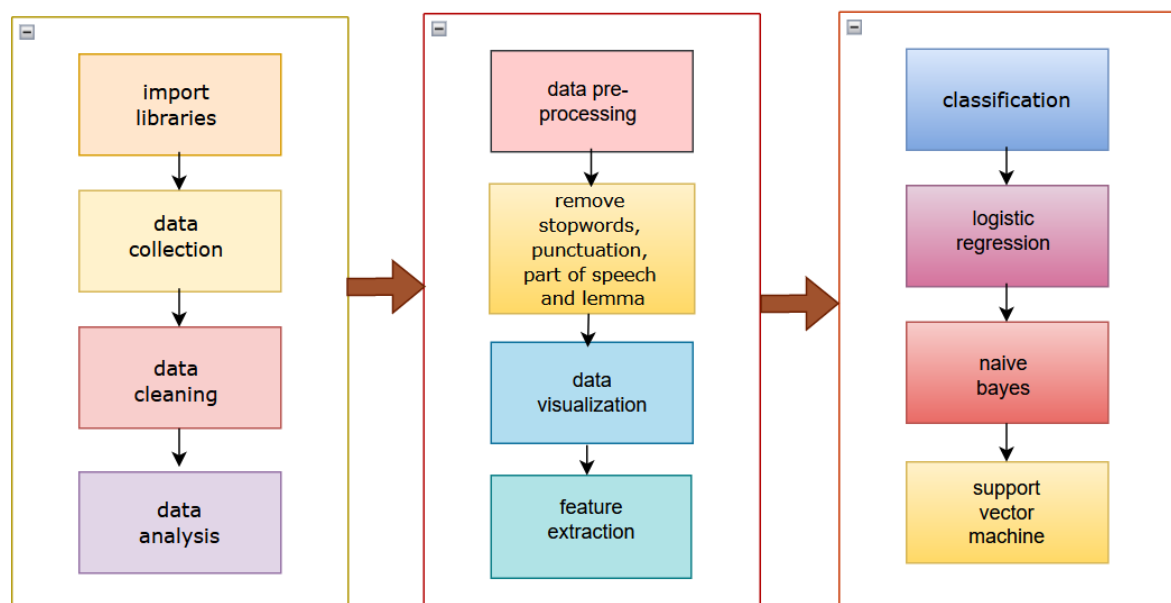 import
libraries
data
collection
data
cleaning
data
analysis
data pre-
processing
remove
stopwords,
punctuation,
part of speech
and lemma
data
visualization
feature
extraction
classification
logistic
regression
naive
bayes
support
vector
machine